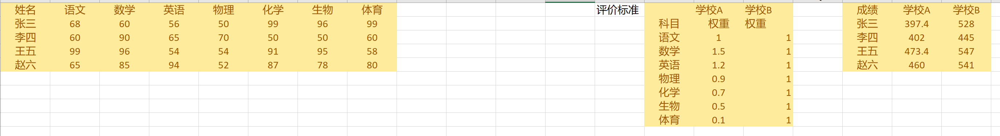 姓名 语文 数学 英语 物理 化学 生物 体育 评价标准 学校A 学校B 成绩 学校A 学校B
张三 68 60 56 50 99 96 99 科目 权重 权重 张三 397.4 528
李四 60 90 65 70 50 50 60 语文 1 1 李四 402 445
王五 99 96 54 54 91 95 58 数学 1.5 1 王五 473.4 547
赵六 65 85 94 52 87 78 80 英语 1.2 1 赵六 460 541
物理 0.9 1
化学 0.7 1
生物 0.5 1
体育 0.1 1